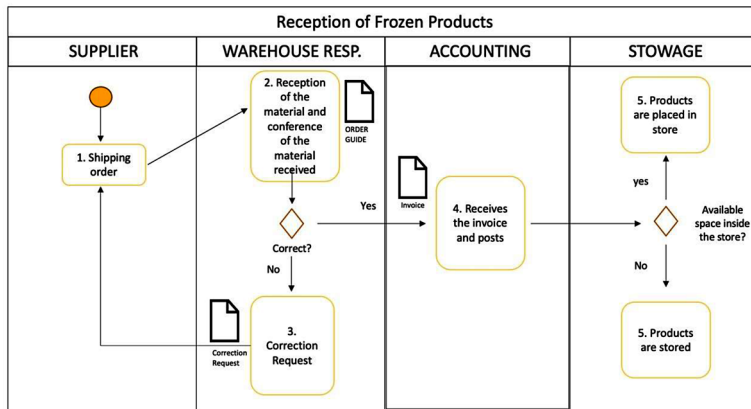 Reception of Frozen Products
SUPPLIER
WAREHOUSE RESP.
ACCOUNTING
STOWAGE
1. Shipping
order
2. Reception
of the
material and
conference
of the
material
received
ORDER
GUIDE
Correct?
Yes
No
3.
Correction
Request
Correction
Request
Invoice
4. Receives
the invoice
and posts
5. Products
are placed in
store
yes
Available
space inside
the store?
No
5. Products
are stored